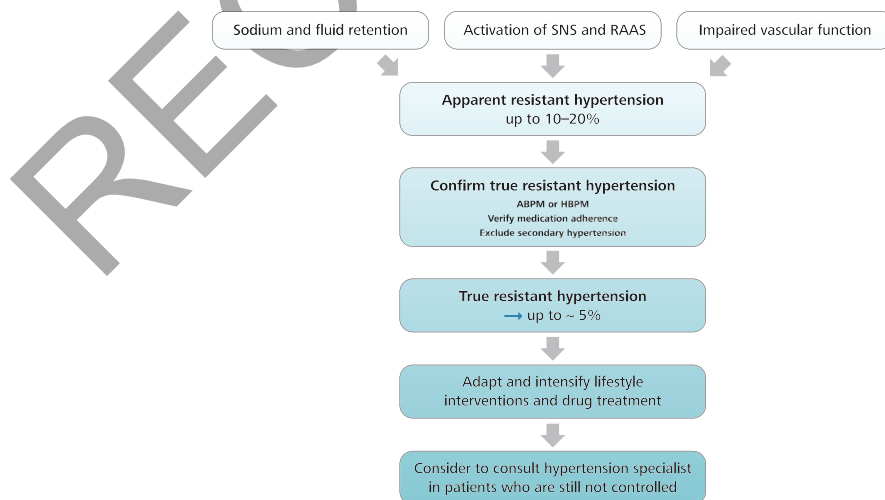 Sodium and fluid retention
Activation of SNS and RAAS
Impaired vascular function
Apparent resistant hypertension
up to 10–20%
Confirm true resistant hypertension
ABPM or HBPM
Verify medication adherence
Exclude secondary hypertension
True resistant hypertension
→ up to ~ 5%
Adapt and intensify lifestyle
interventions and drug treatment
Consider to consult hypertension specialist
in patients who are still not controlled